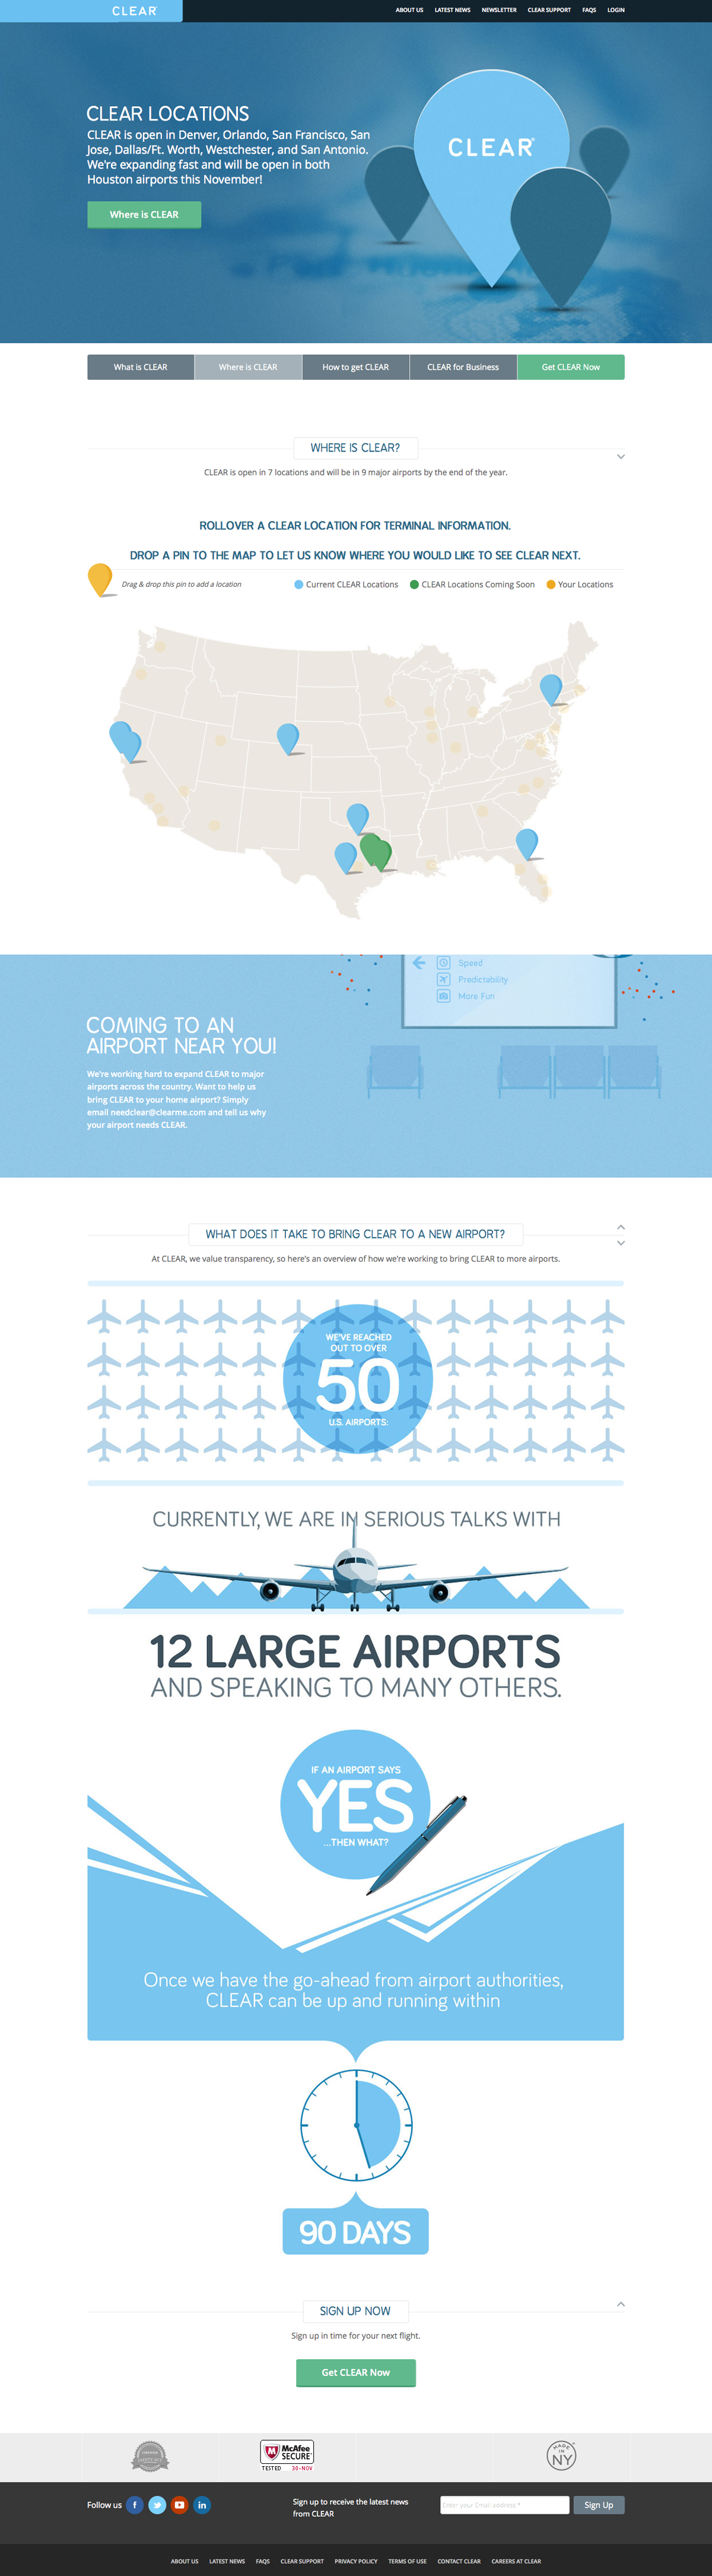 CLEAR
ABOUT US LATEST NEWS NEWSLETTER CLEAR SUPPORT FAQS LOGIN
CLEAR LOCATIONS
CLEAR is open in Denver, Orlando, San Francisco, San
Jose, Dallas/Ft. Worth, Westchester, and San Antonio.
We're expanding fast and will be open in both
Houston airports this November!
Where is CLEAR
CLEAR
What is CLEAR Where is CLEAR How to get CLEAR CLEAR for Business Get CLEAR Now
WHERE IS CLEAR?
CLEAR is open in 7 locations and will be in 9 major airports by the end of the year.
ROLLOVER A CLEAR LOCATION FOR TERMINAL INFORMATION.
DROP A PIN TO THE MAP TO LET US KNOW WHERE YOU WOULD LIKE TO SEE CLEAR NEXT.
Drag & drop this pin to add a location
Current CLEAR Locations CLEAR Locations Coming Soon Your Locations
Speed
Predictability
More Fun
COMING TO AN
AIRPORT NEAR YOU!
We're working hard to expand CLEAR to major
airports across the country. Want to help us
bring CLEAR to your home airport? Simply
email needclear@clearme.com and tell us why
your airport needs CLEAR.
WHAT DOES IT TAKE TO BRING CLEAR TO A NEW AIRPORT?
At CLEAR, we value transparency, so here's an overview of how we're working to bring CLEAR to more airports.
WE'VE REACHED
OUT TO OVER
50
U.S. AIRPORTS:
CURRENTLY, WE ARE IN SERIOUS TALKS WITH
12 LARGE AIRPORTS
AND SPEAKING TO MANY OTHERS.
IF AN AIRPORT SAYS
YES
...THEN WHAT?
Once we have the go-ahead from airport authorities,
CLEAR can be up and running within
90 DAYS
SIGN UP NOW
Sign up in time for your next flight.
Get CLEAR Now
McAfee
SECURE
TESTED 30-NOV
MADE
IN
NY
Follow us
Sign up to receive the latest news
from CLEAR
Enter your Email address *
Sign Up
ABOUT US LATEST NEWS FAQS CLEAR SUPPORT PRIVACY POLICY TERMS OF USE CONTACT CLEAR CAREERS AT CLEAR